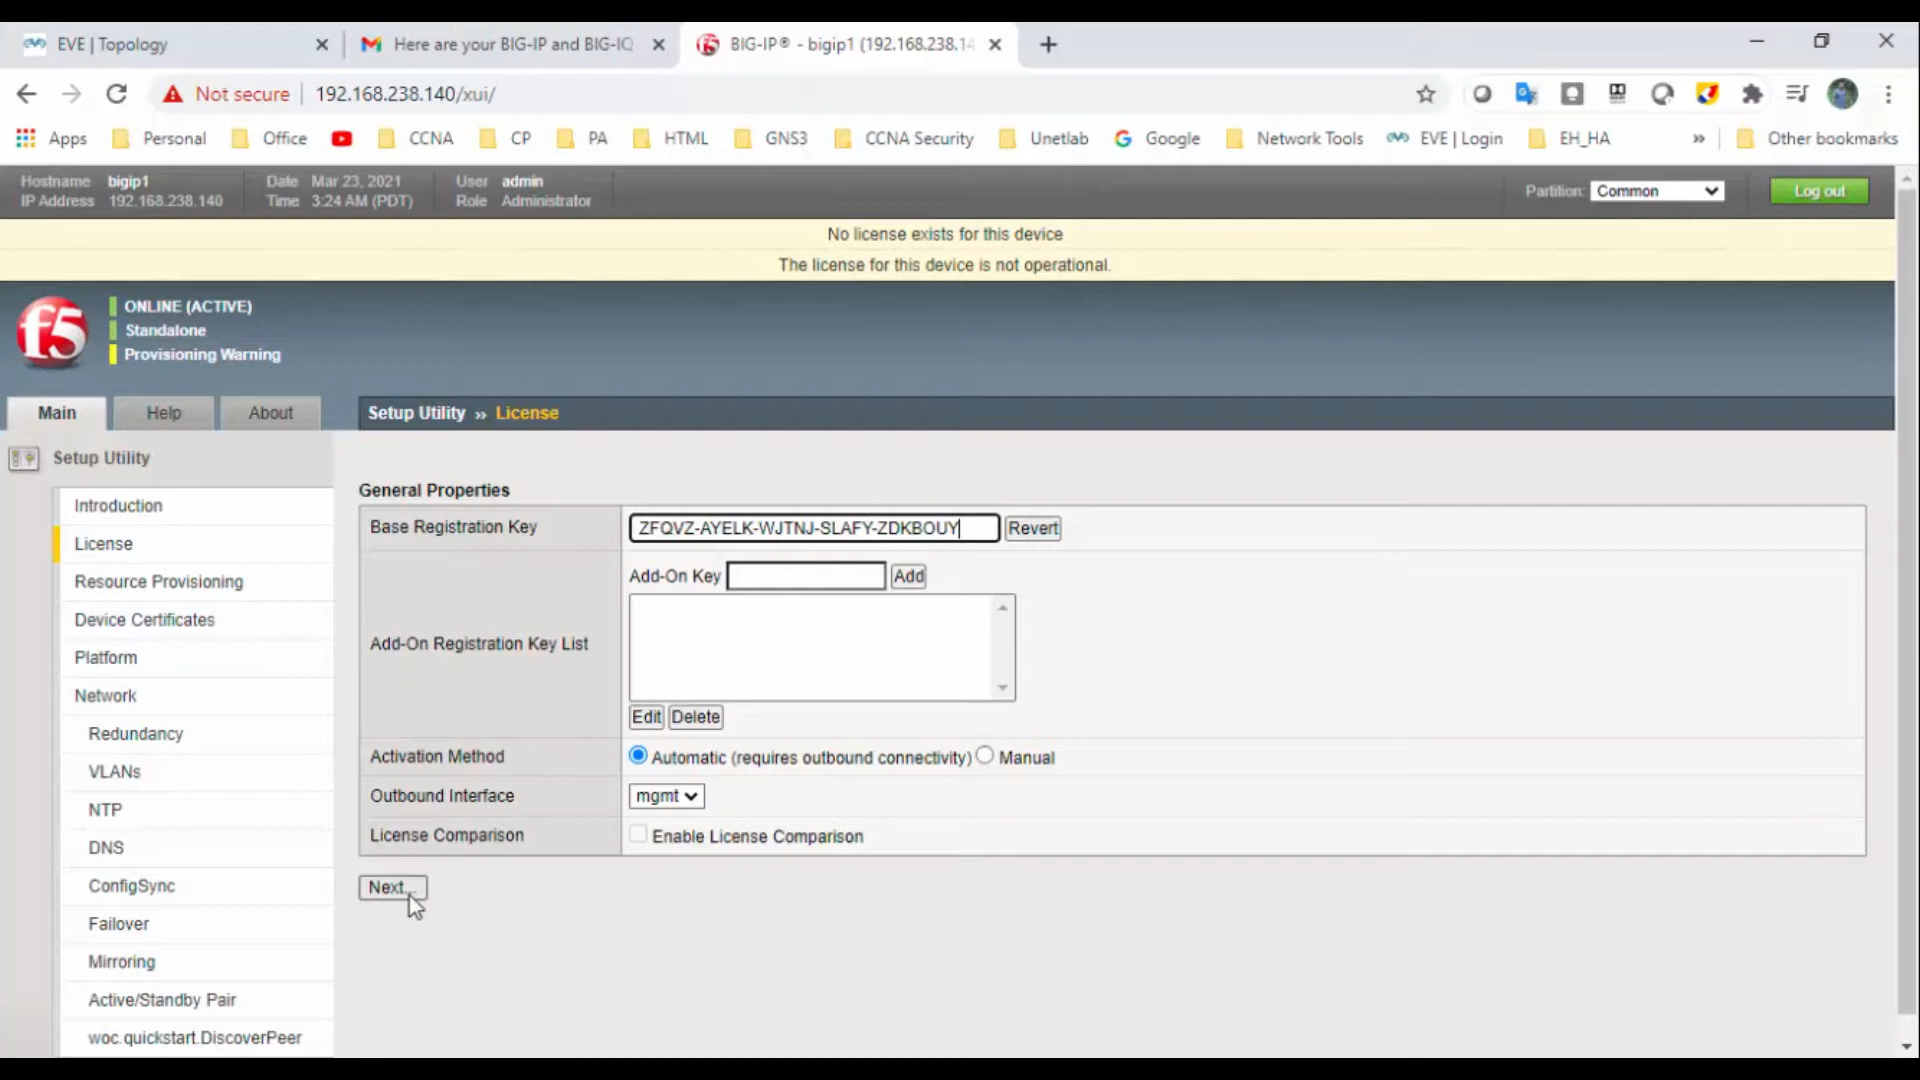 EVE | Topology
Here are your BIG-IP and BIG-IQ
BIG-IP® - bigip1 (192.168.238.14
Not secure
192.168.238.140/xui/
Apps
Personal
Office
CCNA
CP
PA
HTML
GNS3
CCNA Security
Unetlab
Google
Network Tools
EVE | Login
EH_HA
»
Other bookmarks
Hostname bigip1
IP Address 192.168.238.140
Date Mar 23, 2021
Time 3:24 AM (PDT)
User admin
Role Administrator
Partition: Common
Log out
No license exists for this device
The license for this device is not operational.
f5
ONLINE (ACTIVE)
Standalone
Provisioning Warning
Main
Help
About
Setup Utility » License
Setup Utility
Introduction
License
Resource Provisioning
Device Certificates
Platform
Network
Redundancy
VLANs
NTP
DNS
ConfigSync
Failover
Mirroring
Active/Standby Pair
woc.quickstart.DiscoverPeer
General Properties
Base Registration Key
ZFQVZ-AYELK-WJTNJ-SLAFY-ZDKBOUY
Revert
Add-On Registration Key List
Add-On Key
Add
Edit
Delete
Activation Method
Automatic (requires outbound connectivity)
Manual
Outbound Interface
mgmt
License Comparison
Enable License Comparison
Next...